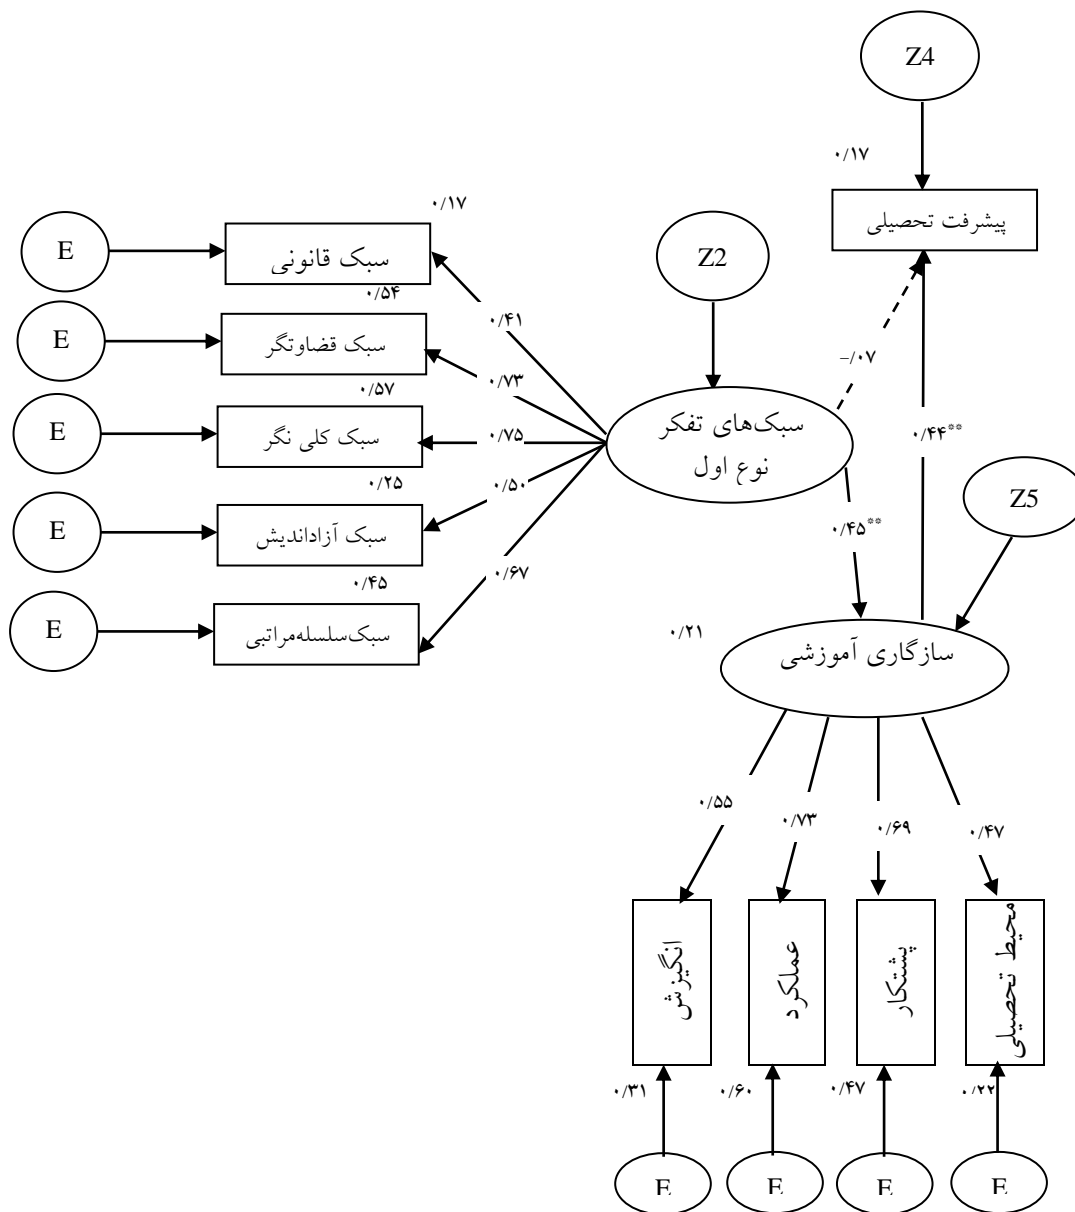 Z4
۰/۱۷
پیشرفت تحصیلی
۰/۱۷
E
سبک قانونی
Z2
۰/۵۴
۰/۴۱
E
سبک قضاوتگر
-/۰۷
۰/۵۷
۰/۷۳
E
سبک کلی نگر
۰/۷۵
سبک‌های تفکر
نوع اول
۰/۴۴**
۰/۲۵
۰/۵۰
Z5
E
سبک آزاداندیش
۰/۴۵**
۰/۴۵
۰/۶۷
E
سبک‌سلسله‌مراتبی
۰/۲۱
سازگاری آموزشی
۰/۵۵
۰/۷۳
۰/۶۹
۰/۴۷
انگیزش
عملکرد
پشتکار
محیط تحصیلی
۰/۳۱
۰/۶۰
۰/۴۷
۰/۲۲
E
E
E
E